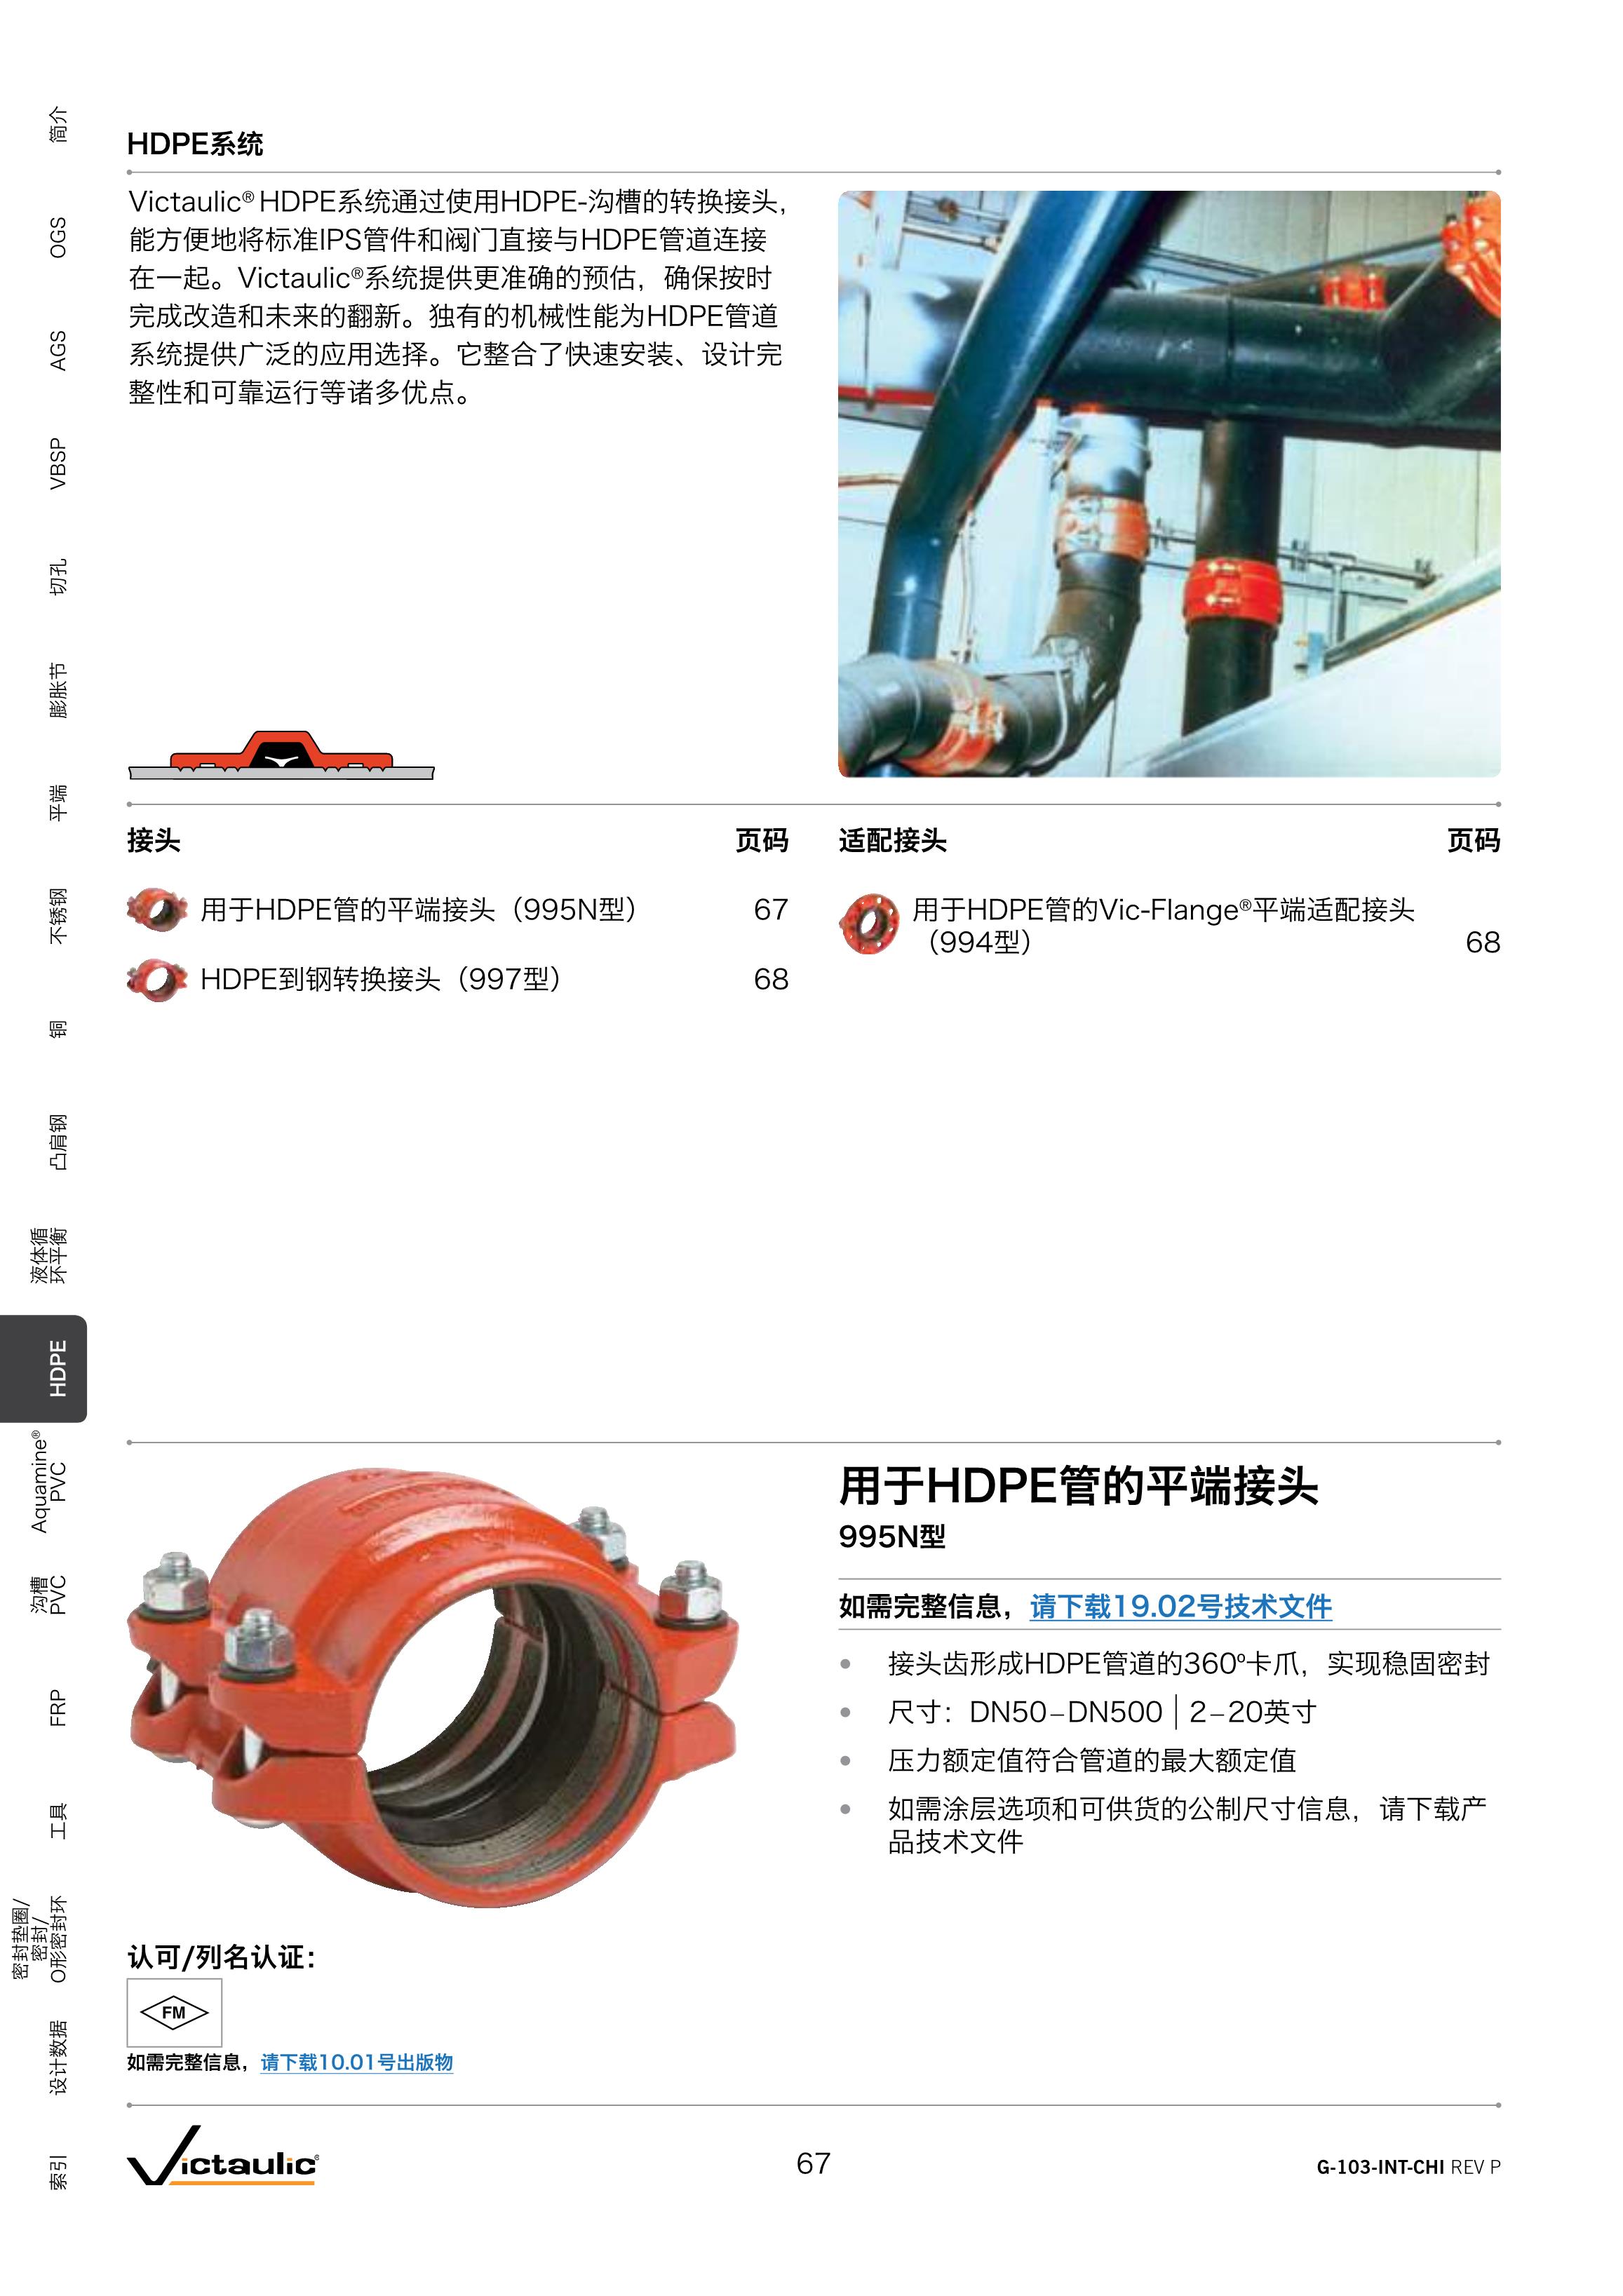 简介
OGS
AGS
VBSP
切孔
膨胀节
平端
不锈钢
铜
凸肩钢
液体循
环平衡
HDPE
Aquamine®
PVC
沟槽
PVC
FRP
工具
密封垫圈/
密封/
O形密封环
设计数据
索引
HDPE系统
Victaulic® HDPE系统通过使用HDPE-沟槽的转换接头，
能方便地将标准IPS管件和阀门直接与HDPE管道连接
在一起。Victaulic®系统提供更准确的预估，确保按时
完成改造和未来的翻新。独有的机械性能为HDPE管道
系统提供广泛的应用选择。它整合了快速安装、设计完
整性和可靠运行等诸多优点。
接头 页码
用于HDPE管的平端接头（995N型） 67
HDPE到钢转换接头（997型） 68
适配接头 页码
用于HDPE管的Vic-Flange®平端适配接头
（994型） 68
用于HDPE管的平端接头
995N型
如需完整信息，请下载19.02号技术文件
• 接头齿形成HDPE管道的360º卡爪，实现稳固密封
• 尺寸：DN50–DN500 | 2–20英寸
• 压力额定值符合管道的最大额定值
• 如需涂层选项和可供货的公制尺寸信息，请下载产
品技术文件
认可/列名认证：
FM
如需完整信息，请下载10.01号出版物
Victaulic®
67
G-103-INT-CHI REV P